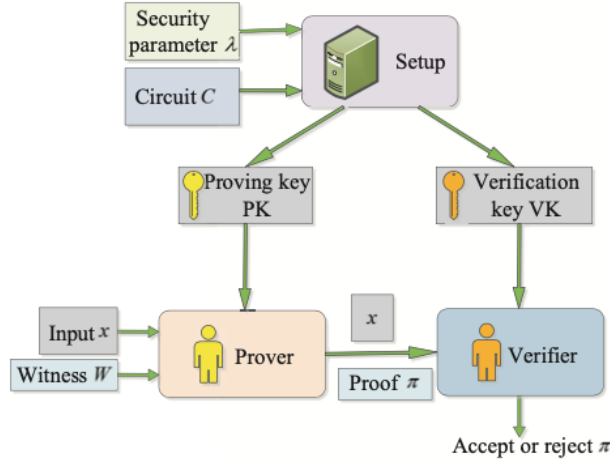 Security
parameter λ
Setup
Circuit C
Proving key
PK
Verification
key VK
Input x
Witness W
Prover
x
Proof π
Verifier
Accept or reject π